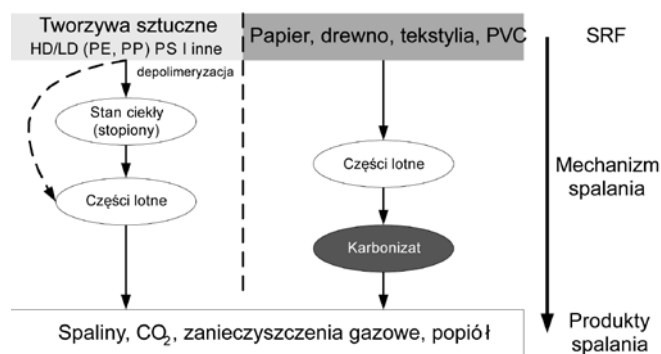 Tworzywa sztuczne
HD/LD (PE, PP) PS I inne
Papier, drewno, tekstylia, PVC
SRF
depolimeryzacja
Stan ciekły
(stopiony)
Części lotne
Części lotne
Karbonizat
Mechanizm
spalania
Spaliny, CO₂, zanieczyszczenia gazowe, popiół
Produkty
spalania